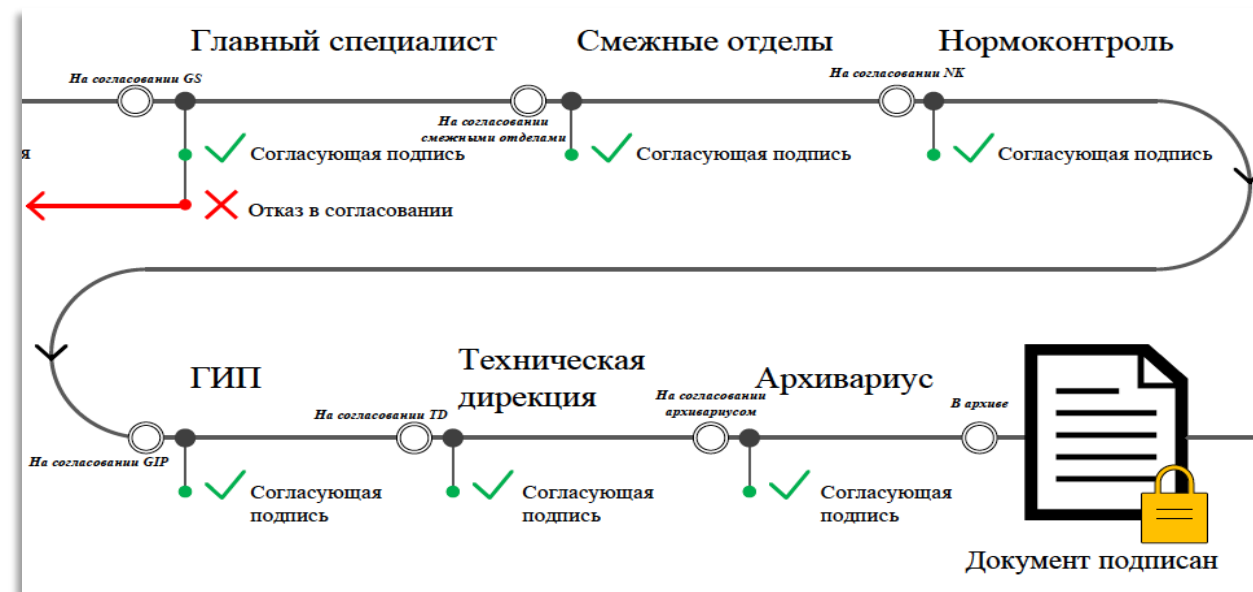 Главный специалист
Смежные отделы
Нормоконтроль
На согласовании GS
На согласовании
смежными отделами
На согласовании NK
я
Согласующая подпись
Согласующая подпись
Согласующая подпись
Отказ в согласовании
ГИП
Техническая
дирекция
Архивариус
На согласовании GIP
На согласовании TD
На согласовании
архивариусом
В архиве
Согласующая
подпись
Согласующая
подпись
Согласующая
подпись
Документ подписан